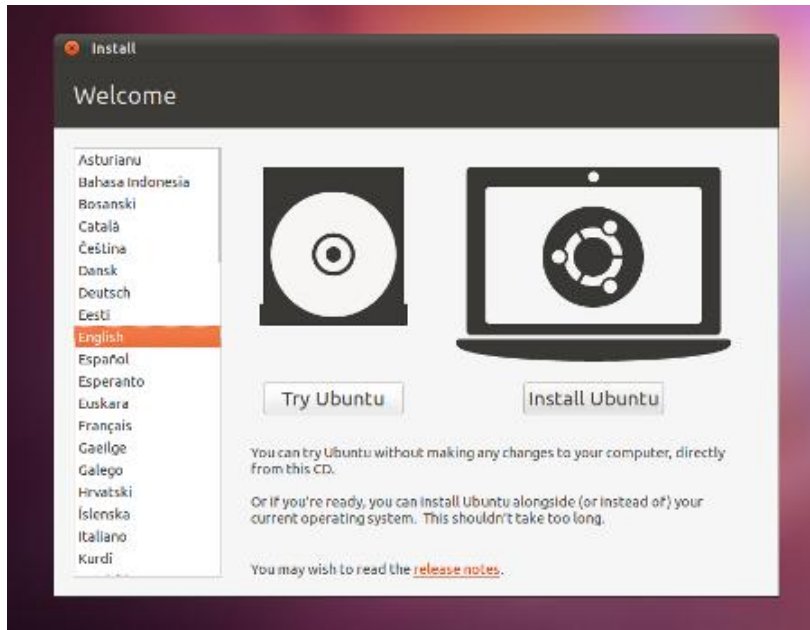 Install
Welcome
Asturianu
Bahasa Indonesia
Bosanski
Català
Čeština
Dansk
Deutsch
Eesti
English
Español
Esperanto
Euskara
Français
Gaeilge
Galego
Hrvatski
Íslenska
Italiano
Kurdî
Try Ubuntu
Install Ubuntu
You can try Ubuntu without making any changes to your computer, directly
from this CD.
Or if you're ready, you can install Ubuntu alongside (or instead of) your
current operating system. This shouldn't take too long.
You may wish to read the release notes.